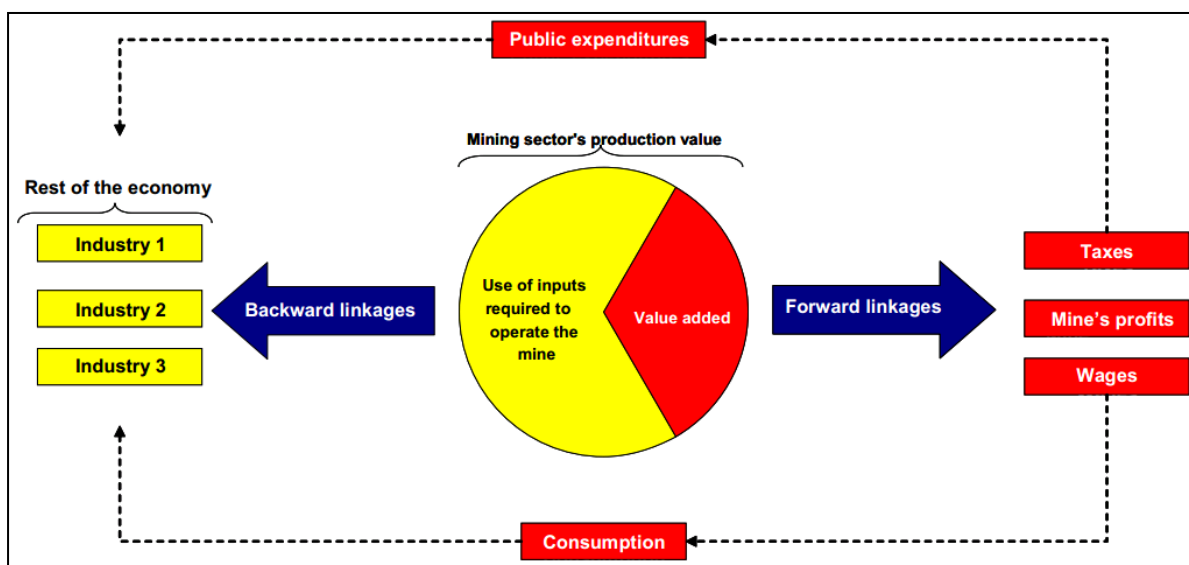 Public expenditures
Mining sector's production value
Rest of the economy
Industry 1
Industry 2
Industry 3
Backward linkages
Use of inputs
required to
operate the
mine
Value added
Forward linkages
Taxes
Mine's profits
Wages
Consumption